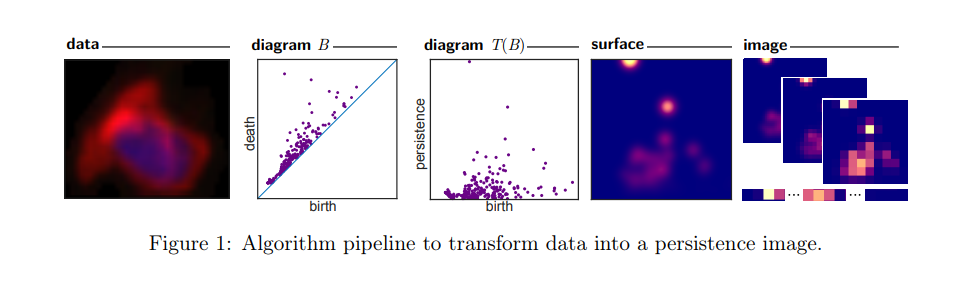 data
diagram B
diagram T(B)
surface
image
death
birth
persistence
birth
... ...
Figure 1: Algorithm pipeline to transform data into a persistence image.